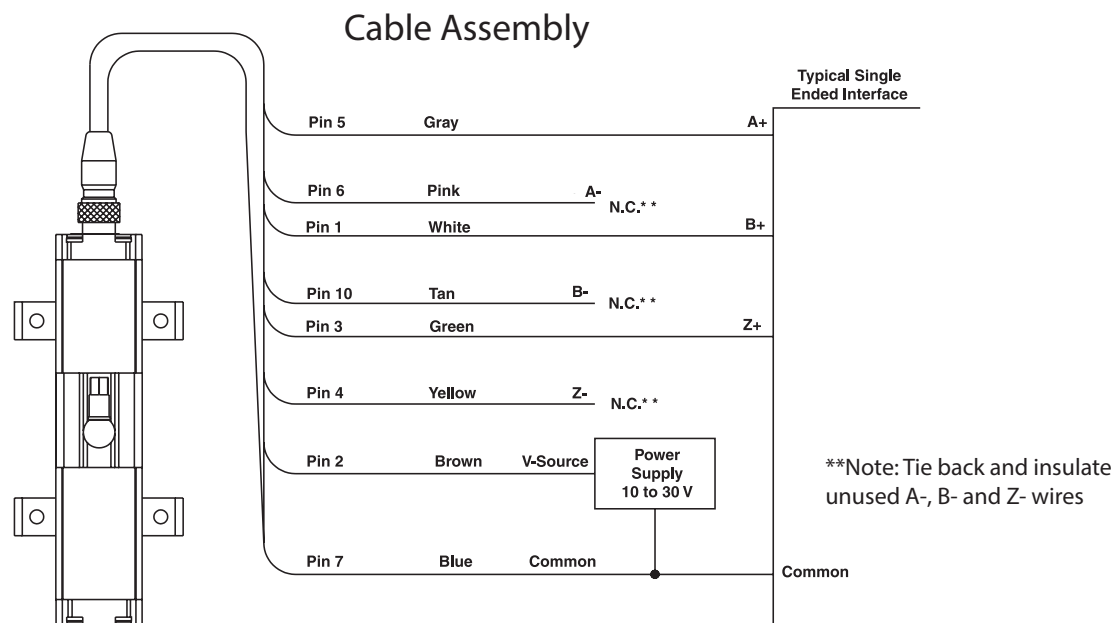 Cable Assembly
Typical Single
Ended Interface
Pin 5 Gray A+
Pin 6 Pink A-
N.C.* *
Pin 1 White B+
Pin 10 Tan B-
N.C.* *
Pin 3 Green Z+
Pin 4 Yellow Z-
N.C.* *
Pin 2 Brown V-Source
Power
Supply
10 to 30 V
**Note: Tie back and insulate
unused A-, B- and Z- wires
Pin 7 Blue Common
Common